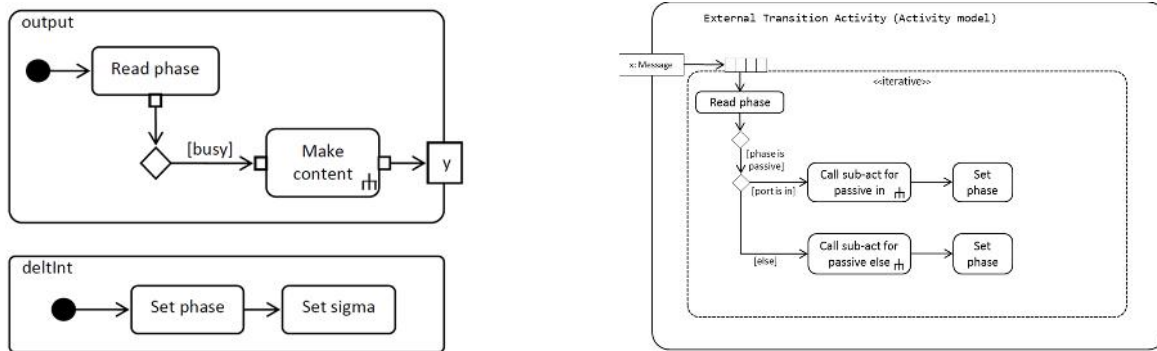 output
Read phase
[busy]
Make
content
y
deltInt
Set phase
Set sigma
External Transition Activity (Activity model)
x: Message
<<iterative>>
Read phase
[phase is
passive]
[port is in]
Call sub-act for
passive in
Set
phase
[else]
Call sub-act for
passive else
Set
phase